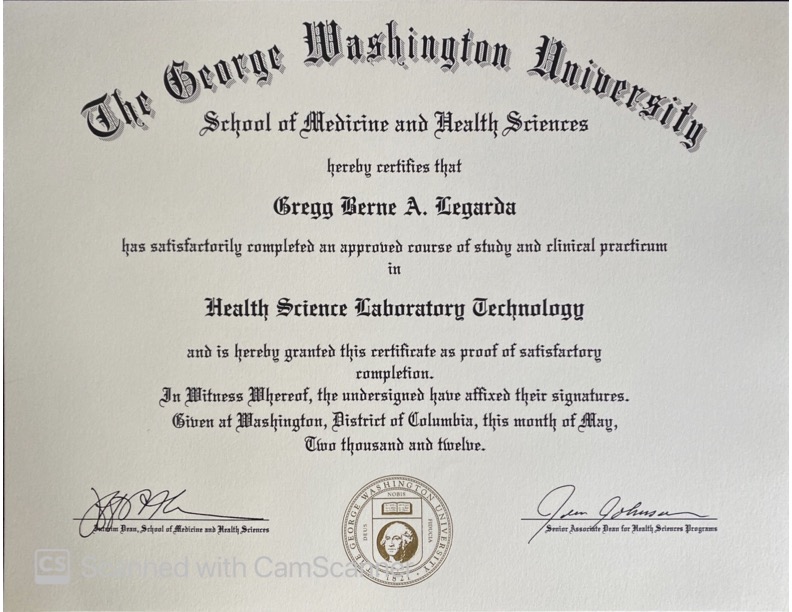 The George Washington University
School of Medicine and Health Sciences
hereby certifies that
Gregg Berne A. Legarda
has satisfactorily completed an approved course of study and clinical practicum
in
Health Science Laboratory Technology
and is hereby granted this certificate as proof of satisfactory
completion.
In Witness Whereof, the undersigned have affixed their signatures.
Given at Washington, District of Columbia, this month of May,
Two thousand and twelve.
Jean Johnson
Interim Dean, School of Medicine and Health Sciences
Senior Associate Dean for Health Sciences Programs
THE GEORGE WASHINGTON UNIVERSITY
NOBIS
DEUS
FIDUCIA
1821
CS Scanned with CamScanner